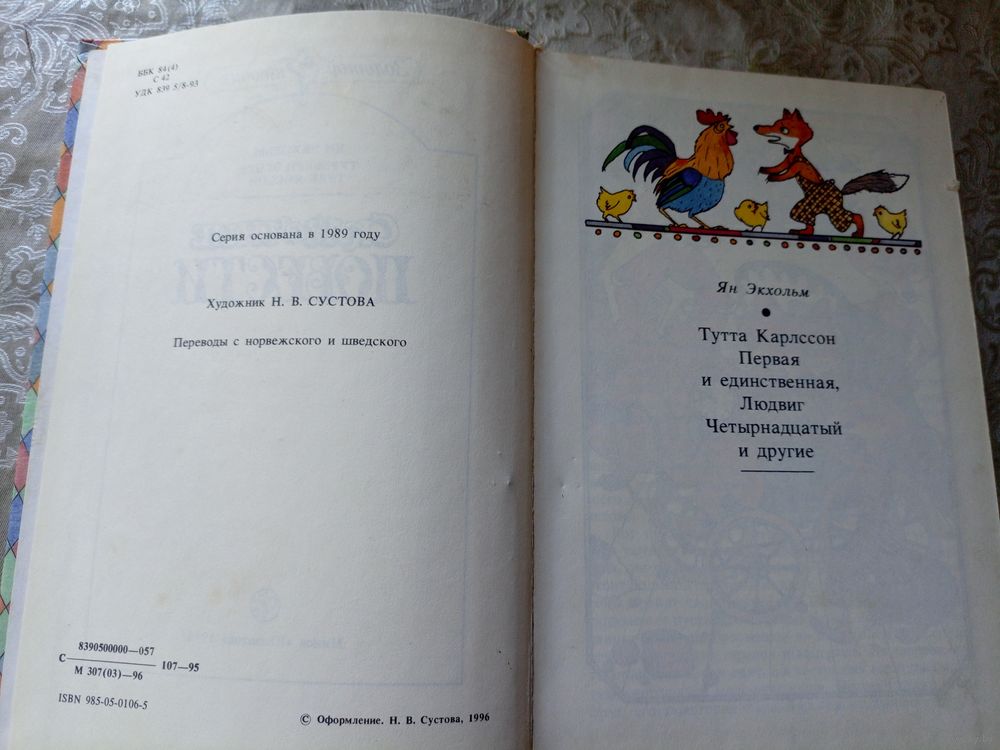 ББК 84(4)
С 42
УДК 839 5/8-93
Серия основана в 1989 году
Художник Н. В. СУСТОВА
Переводы с норвежского и шведского
8390500000—057
С 107—95
М 307(03)—96
ISBN 985-05-0106-5
© Оформление. Н. В. Сустова, 1996
Ян Экхольм
Тутта Карлссон
Первая
и единственная,
Людвиг
Четырнадцатый
и другие